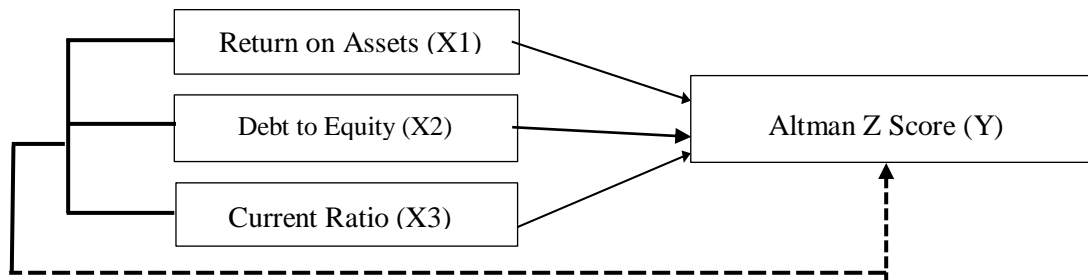 Return on Assets (X1)
Debt to Equity (X2)
Altman Z Score (Y)
Current Ratio (X3)